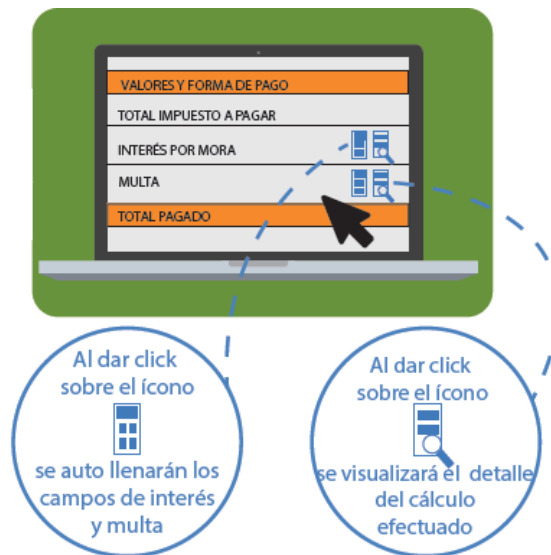 VALORES Y FORMA DE PAGO
TOTAL IMPUESTO A PAGAR
INTERÉS POR MORA
MULTA
TOTAL PAGADO
Al dar click
sobre el ícono
se auto llenarán los
campos de interés
y multa
Al dar click
sobre el ícono
se visualizará el detalle
del cálculo
efectuado